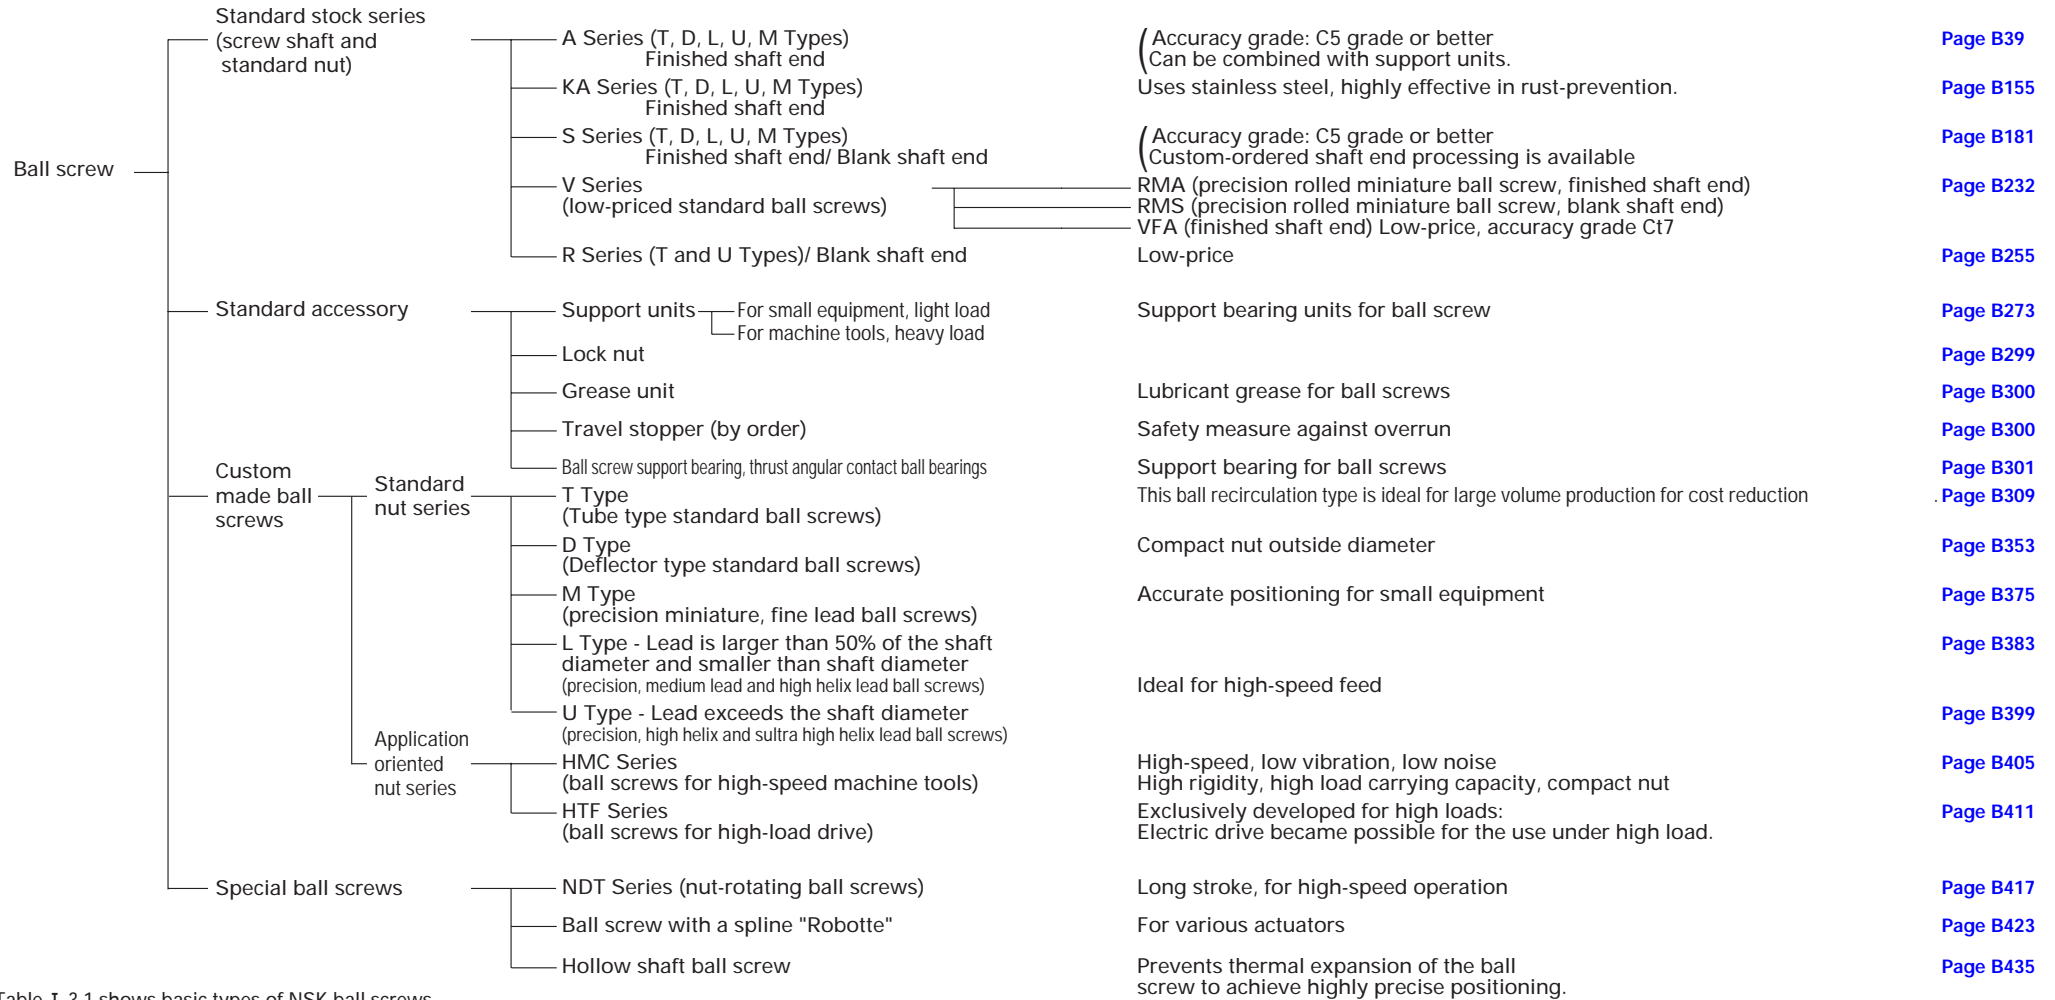 Ball screw
Standard stock series
(screw shaft and
standard nut)
A Series (T, D, L, U, M Types)
Finished shaft end
(Accuracy grade: C5 grade or better
Can be combined with support units.
Page B39
KA Series (T, D, L, U, M Types)
Finished shaft end
Uses stainless steel, highly effective in rust-prevention.
Page B155
S Series (T, D, L, U, M Types)
Finished shaft end/ Blank shaft end
(Accuracy grade: C5 grade or better
Custom-ordered shaft end processing is available
Page B181
V Series
(low-priced standard ball screws)
RMA (precision rolled miniature ball screw, finished shaft end)
RMS (precision rolled miniature ball screw, blank shaft end)
VFA (finished shaft end) Low-price, accuracy grade Ct7
Page B232
R Series (T and U Types)/ Blank shaft end
Low-price
Page B255
Standard accessory
Support units
For small equipment, light load
For machine tools, heavy load
Support bearing units for ball screw
Page B273
Lock nut
Page B299
Grease unit
Lubricant grease for ball screws
Page B300
Travel stopper (by order)
Safety measure against overrun
Page B300
Ball screw support bearing, thrust angular contact ball bearings
Support bearing for ball screws
Page B301
Custom
made ball
screws
Standard
nut series
T Type
(Tube type standard ball screws)
This ball recirculation type is ideal for large volume production for cost reduction .
Page B309
D Type
(Deflector type standard ball screws)
Compact nut outside diameter
Page B353
M Type
(precision miniature, fine lead ball screws)
Accurate positioning for small equipment
Page B375
L Type - Lead is larger than 50% of the shaft
diameter and smaller than shaft diameter
(precision, medium lead and high helix lead ball screws)
Ideal for high-speed feed
Page B383
U Type - Lead exceeds the shaft diameter
(precision, high helix and sultra high helix lead ball screws)
Page B399
Application
oriented
nut series
HMC Series
(ball screws for high-speed machine tools)
High-speed, low vibration, low noise
High rigidity, high load carrying capacity, compact nut
Page B405
HTF Series
(ball screws for high-load drive)
Exclusively developed for high loads:
Electric drive became possible for the use under high load.
Page B411
Special ball screws
NDT Series (nut-rotating ball screws)
Long stroke, for high-speed operation
Page B417
Ball screw with a spline "Robotte"
For various actuators
Page B423
Hollow shaft ball screw
Prevents thermal expansion of the ball
screw to achieve highly precise positioning.
Page B435
shows basic types of NSK ball screws